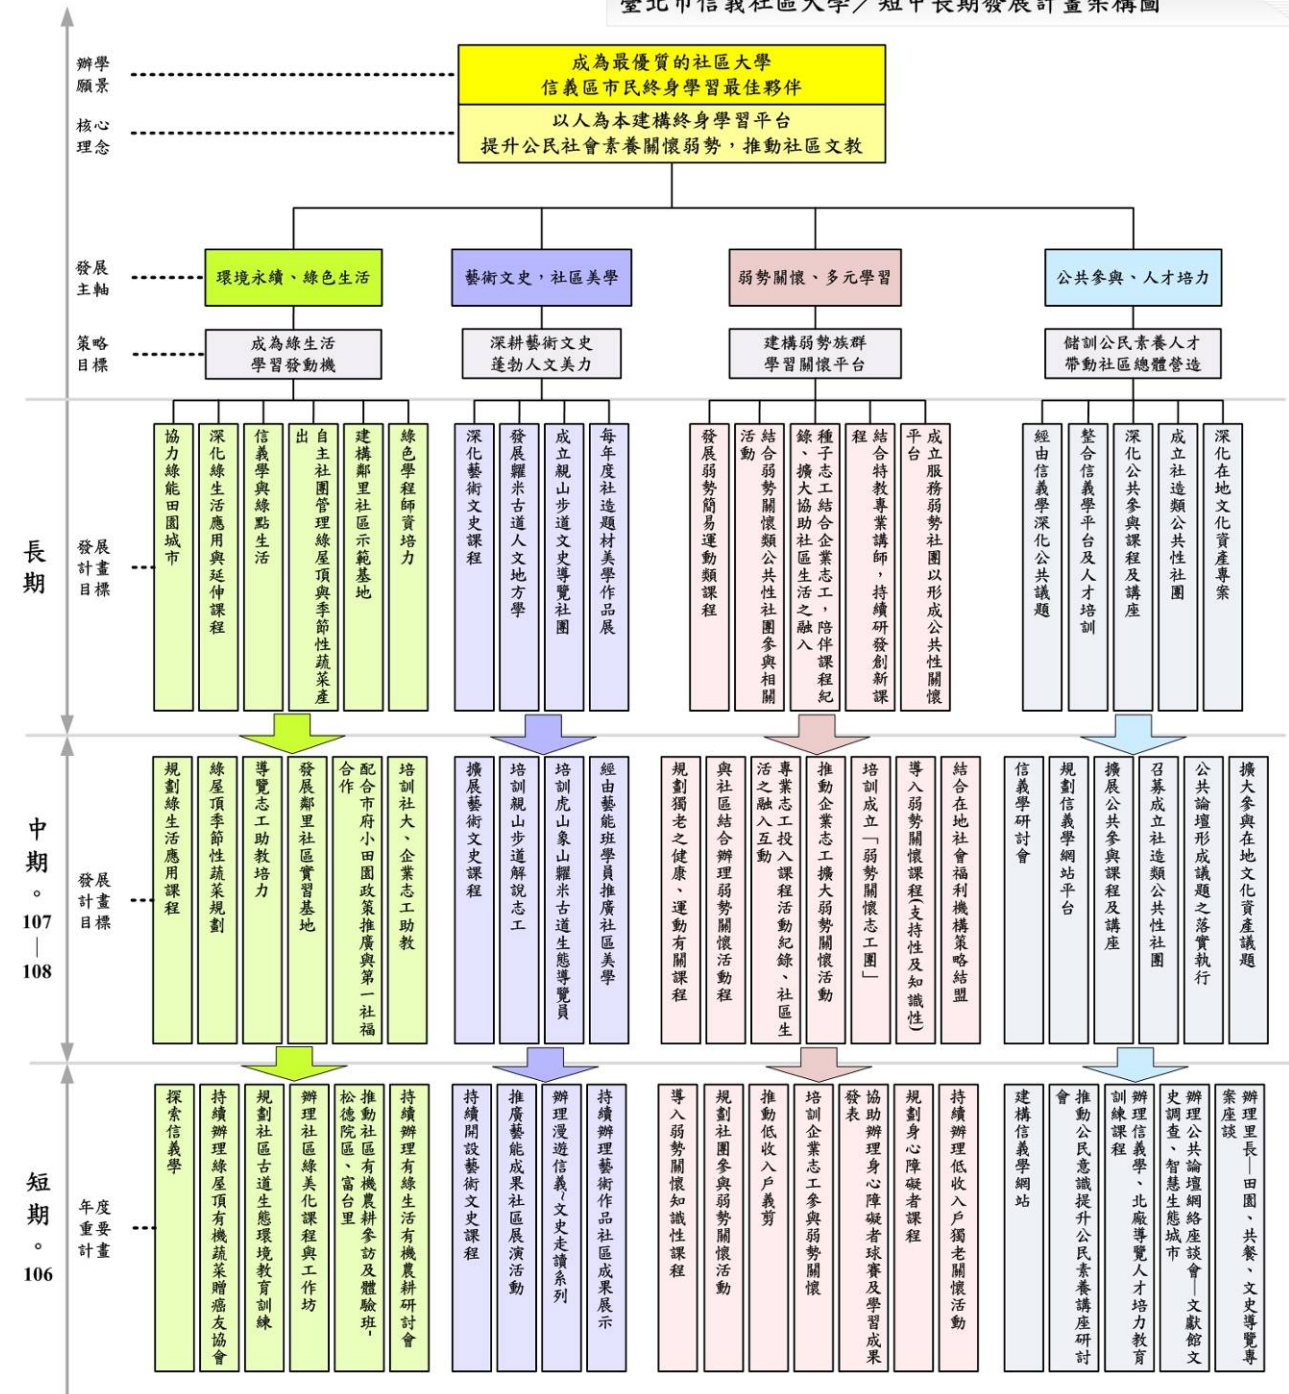 臺北市信義社區大學／短中長期發展計畫架構圖
辦學
願景
成為最優質的社區大學
信義區市民終身學習最佳夥伴
核心
理念
以人為本建構終身學習平台
提升公民社會素養關懷弱勢，推動社區文教
發展
主軸
環境永續、綠色生活
藝術文史，社區美學
弱勢關懷、多元學習
公共參與、人才培力
策略
目標
成為綠生活
學習發動機
深耕藝術文史
蓬勃人文美力
建構弱勢族群
學習關懷平台
儲訓公民素養人才
帶動社區總體營造
長期
發展
計畫
目標
協力綠能田園城市
深化綠生活應用與延伸課程
信義學與綠點生活
自主社團管理綠屋頂與季節性蔬菜產
出
建構鄰里社區示範基地
綠色學程師資培力
深化藝術文史課程
發展糶米古道人文地方學
成立親山步道文史導覽社團
每年度社造題材美學作品展
發展弱勢簡易運動類課程
結合弱勢關懷類公共性社團參與相關
活動
種子志工結合企業志工，陪伴課程紀
錄、擴大協助社區生活之融入
結合特教專業講師，持續研發創新課
程
成立服務弱勢社團以形成公共性關懷
平台
經由信義學深化公共議題
整合信義學平台及人才培訓
深化公共參與課程及講座
成立社造類公共性社團
深化在地文化資產專案
中期。
107
—
108
發展
計畫
目標
規劃綠生活應用課程
綠屋頂季節性蔬菜規劃
導覽志工助教培力
發展鄰里社區實習基地
配合市府小田園政策推廣與第一社福
合作
培訓社大、企業志工助教
擴展藝術文史課程
培訓親山步道解說志工
培訓虎山象山糶米古道生態導覽員
經由藝能班學員推廣社區美學
規劃獨老之健康、運動有關課程
與社區結合辦理弱勢關懷活動程
專業志工投入課程活動紀錄、社區生
活之融入互動
推動企業志工擴大弱勢關懷活動
培訓成立「弱勢關懷志工團」
導入弱勢關懷課程(支持性及知識性)
結合在地社會福利機構策略結盟
信義學研討會
規劃信義學網站平台
擴展公共參與課程及講座
召募成立社造類公共性社團
公共論壇形成議題之落實執行
擴大參與在地文化資產議題
短期。
106
年度
重要
計畫
探索信義學
持續辦理綠屋頂有機蔬菜贈癌友協會
規劃社區古道生態環境教育訓練
辦理社區綠美化課程與工作坊
推動社區有機農耕參訪及體驗班-
松德院區、富台里
持續辦理有綠生活有機農耕研討會
持續開設藝術文史課程
推廣藝能成果社區展演活動
辦理漫遊信義~文史走讀系列
持續辦理藝術作品社區成果展示
導入弱勢關懷知識性課程
規劃社團參與弱勢關懷活動
推動低收入戶義剪
培訓企業志工參與弱勢關懷
協助辦理身心障礙者球賽及學習成果
發表
規劃身心障礙者課程
持續辦理低收入戶獨老關懷活動
建構信義學網站
推動公民意識提升公民素養講座研討
會
辦理信義學、北廠導覽人才培力教育
訓練課程
辦理公共論壇網絡座談會—文獻館文
史調查、智慧生態城市
辦理里長—田園、共餐、文史導覽專
案座談